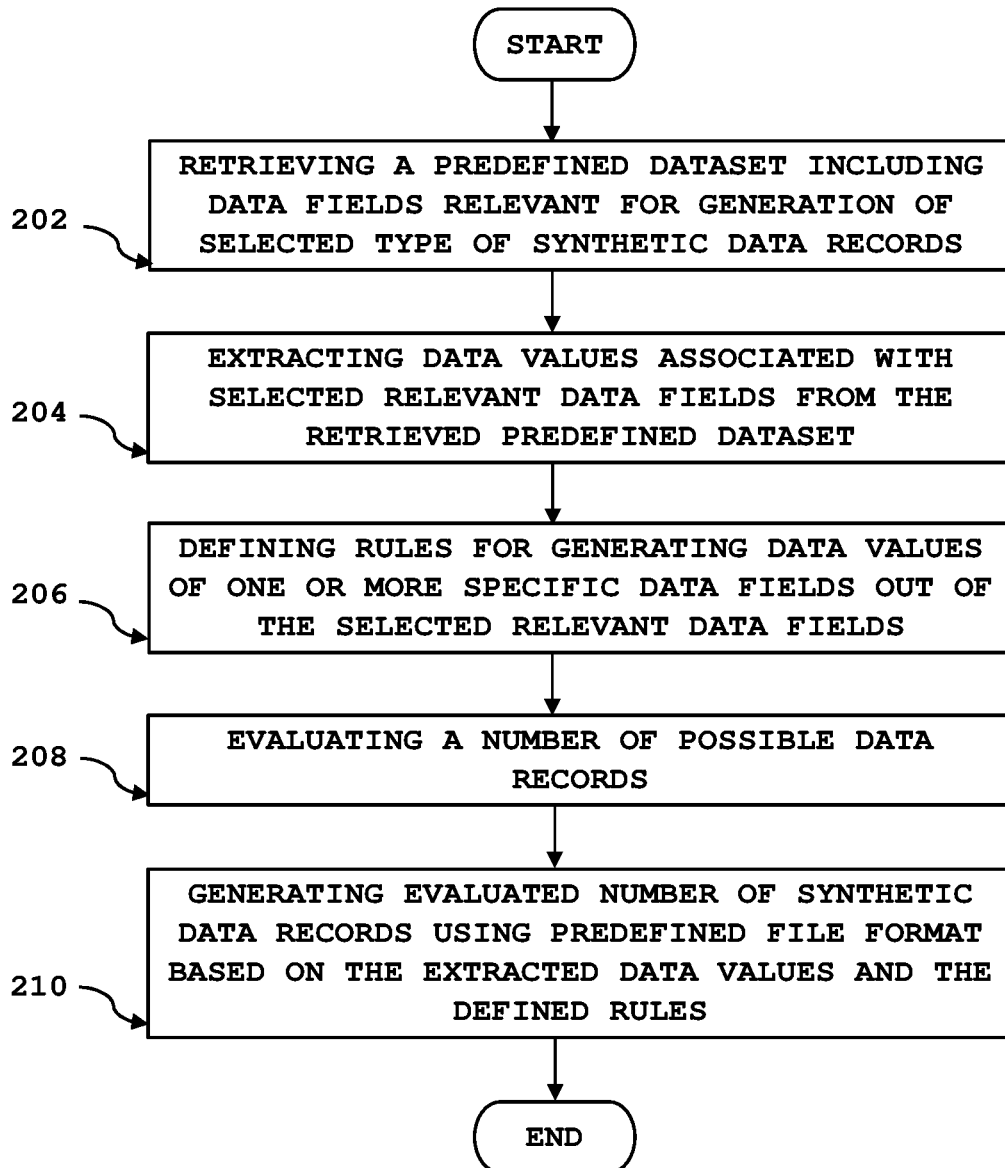 START
RETRIEVING A PREDEFINED DATASET INCLUDING
DATA FIELDS RELEVANT FOR GENERATION OF
SELECTED TYPE OF SYNTHETIC DATA RECORDS
202
EXTRACTING DATA VALUES ASSOCIATED WITH
SELECTED RELEVANT DATA FIELDS FROM THE
RETRIEVED PREDEFINED DATASET
204
DEFINING RULES FOR GENERATING DATA VALUES
OF ONE OR MORE SPECIFIC DATA FIELDS OUT OF
THE SELECTED RELEVANT DATA FIELDS
206
EVALUATING A NUMBER OF POSSIBLE DATA
RECORDS
208
GENERATING EVALUATED NUMBER OF SYNTHETIC
DATA RECORDS USING PREDEFINED FILE FORMAT
BASED ON THE EXTRACTED DATA VALUES AND THE
DEFINED RULES
210
END